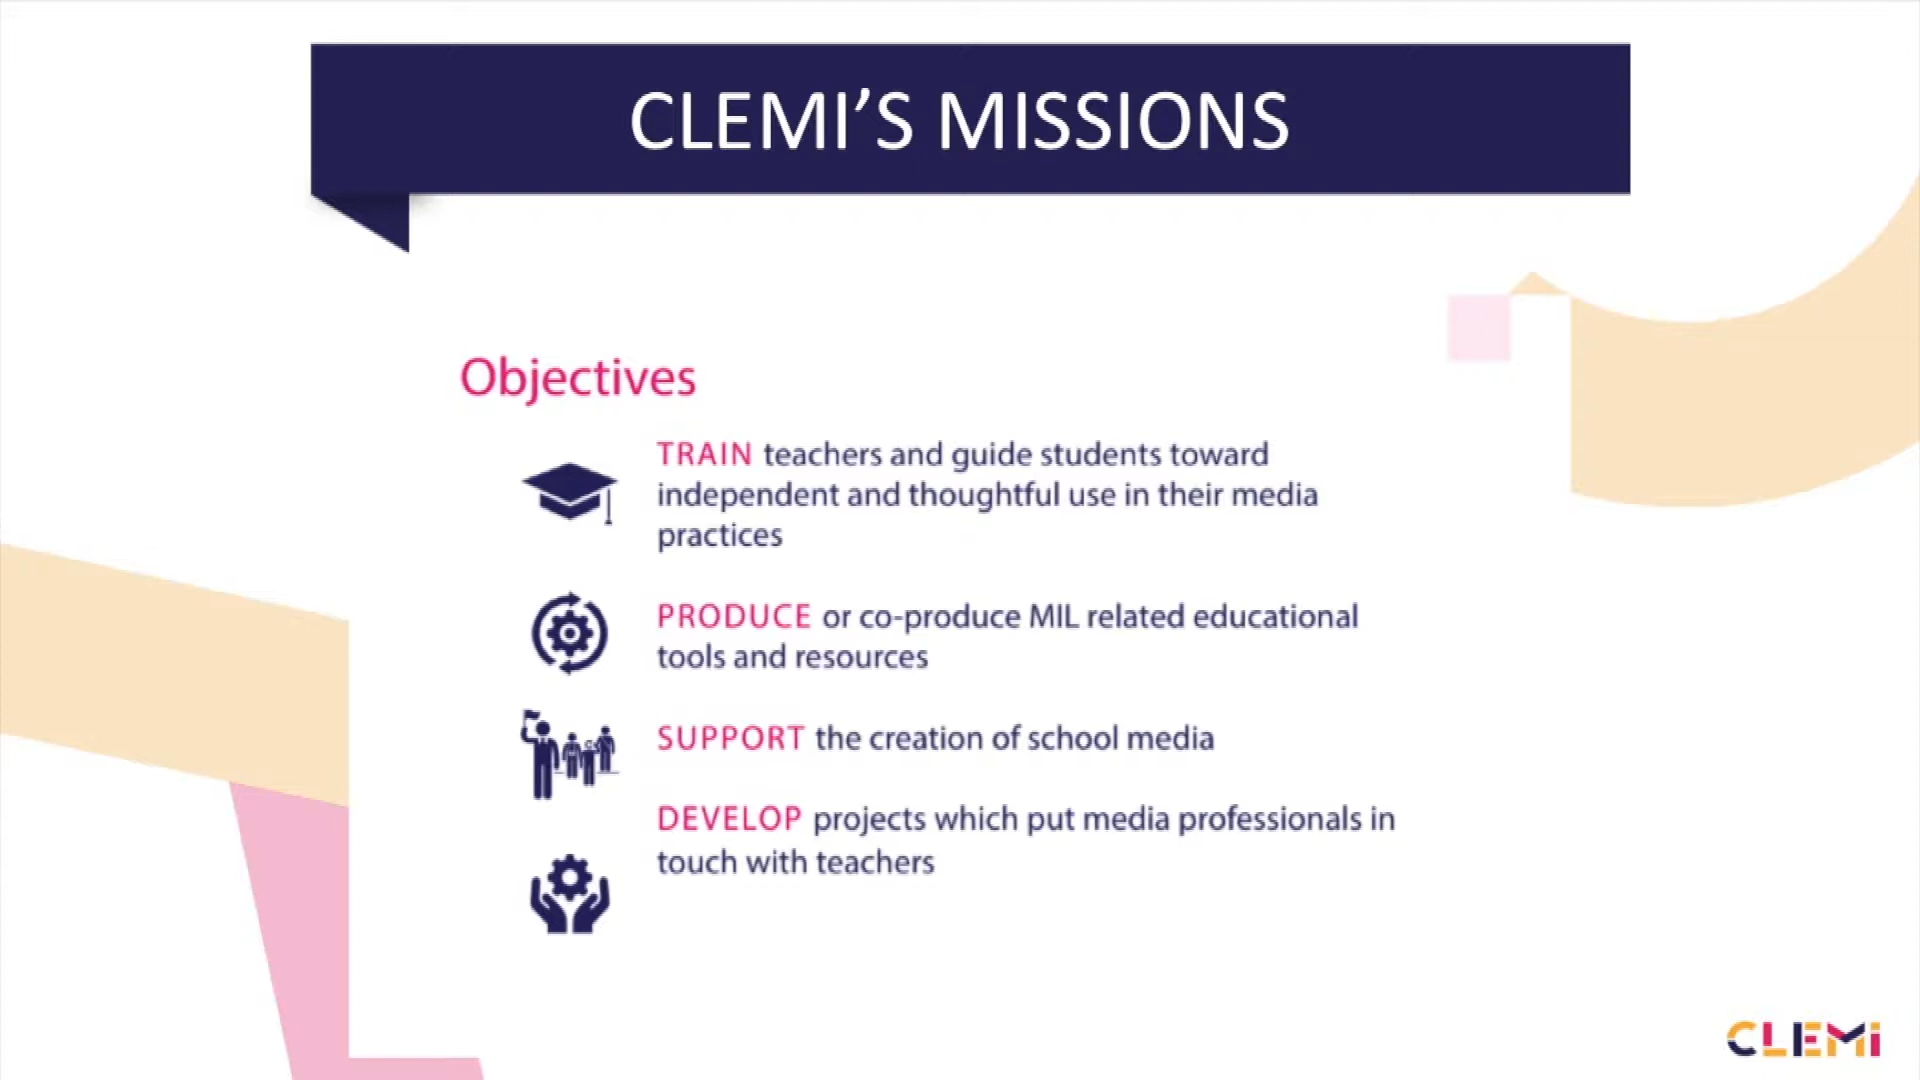 CLEMI’S MISSIONS
Objectives
TRAIN teachers and guide students toward
independent and thoughtful use in their media
practices
PRODUCE or co-produce MIL related educational
tools and resources
SUPPORT the creation of school media
DEVELOP projects which put media professionals in
touch with teachers
CLEMi